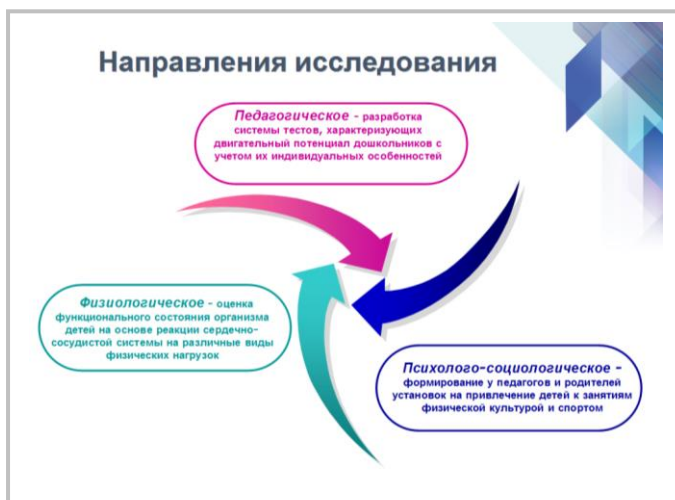 Направления исследования
Педагогическое - разработка
системы тестов, характеризующих
двигательный потенциал дошкольников с
учетом их индивидуальных особенностей
Физиологическое - оценка
функционального состояния организма
детей на основе реакции сердечно-
сосудистой системы на различные виды
физических нагрузок
Психолого-социологическое -
формирование у педагогов и родителей
установок на привлечение детей к занятиям
физической культурой и спортом